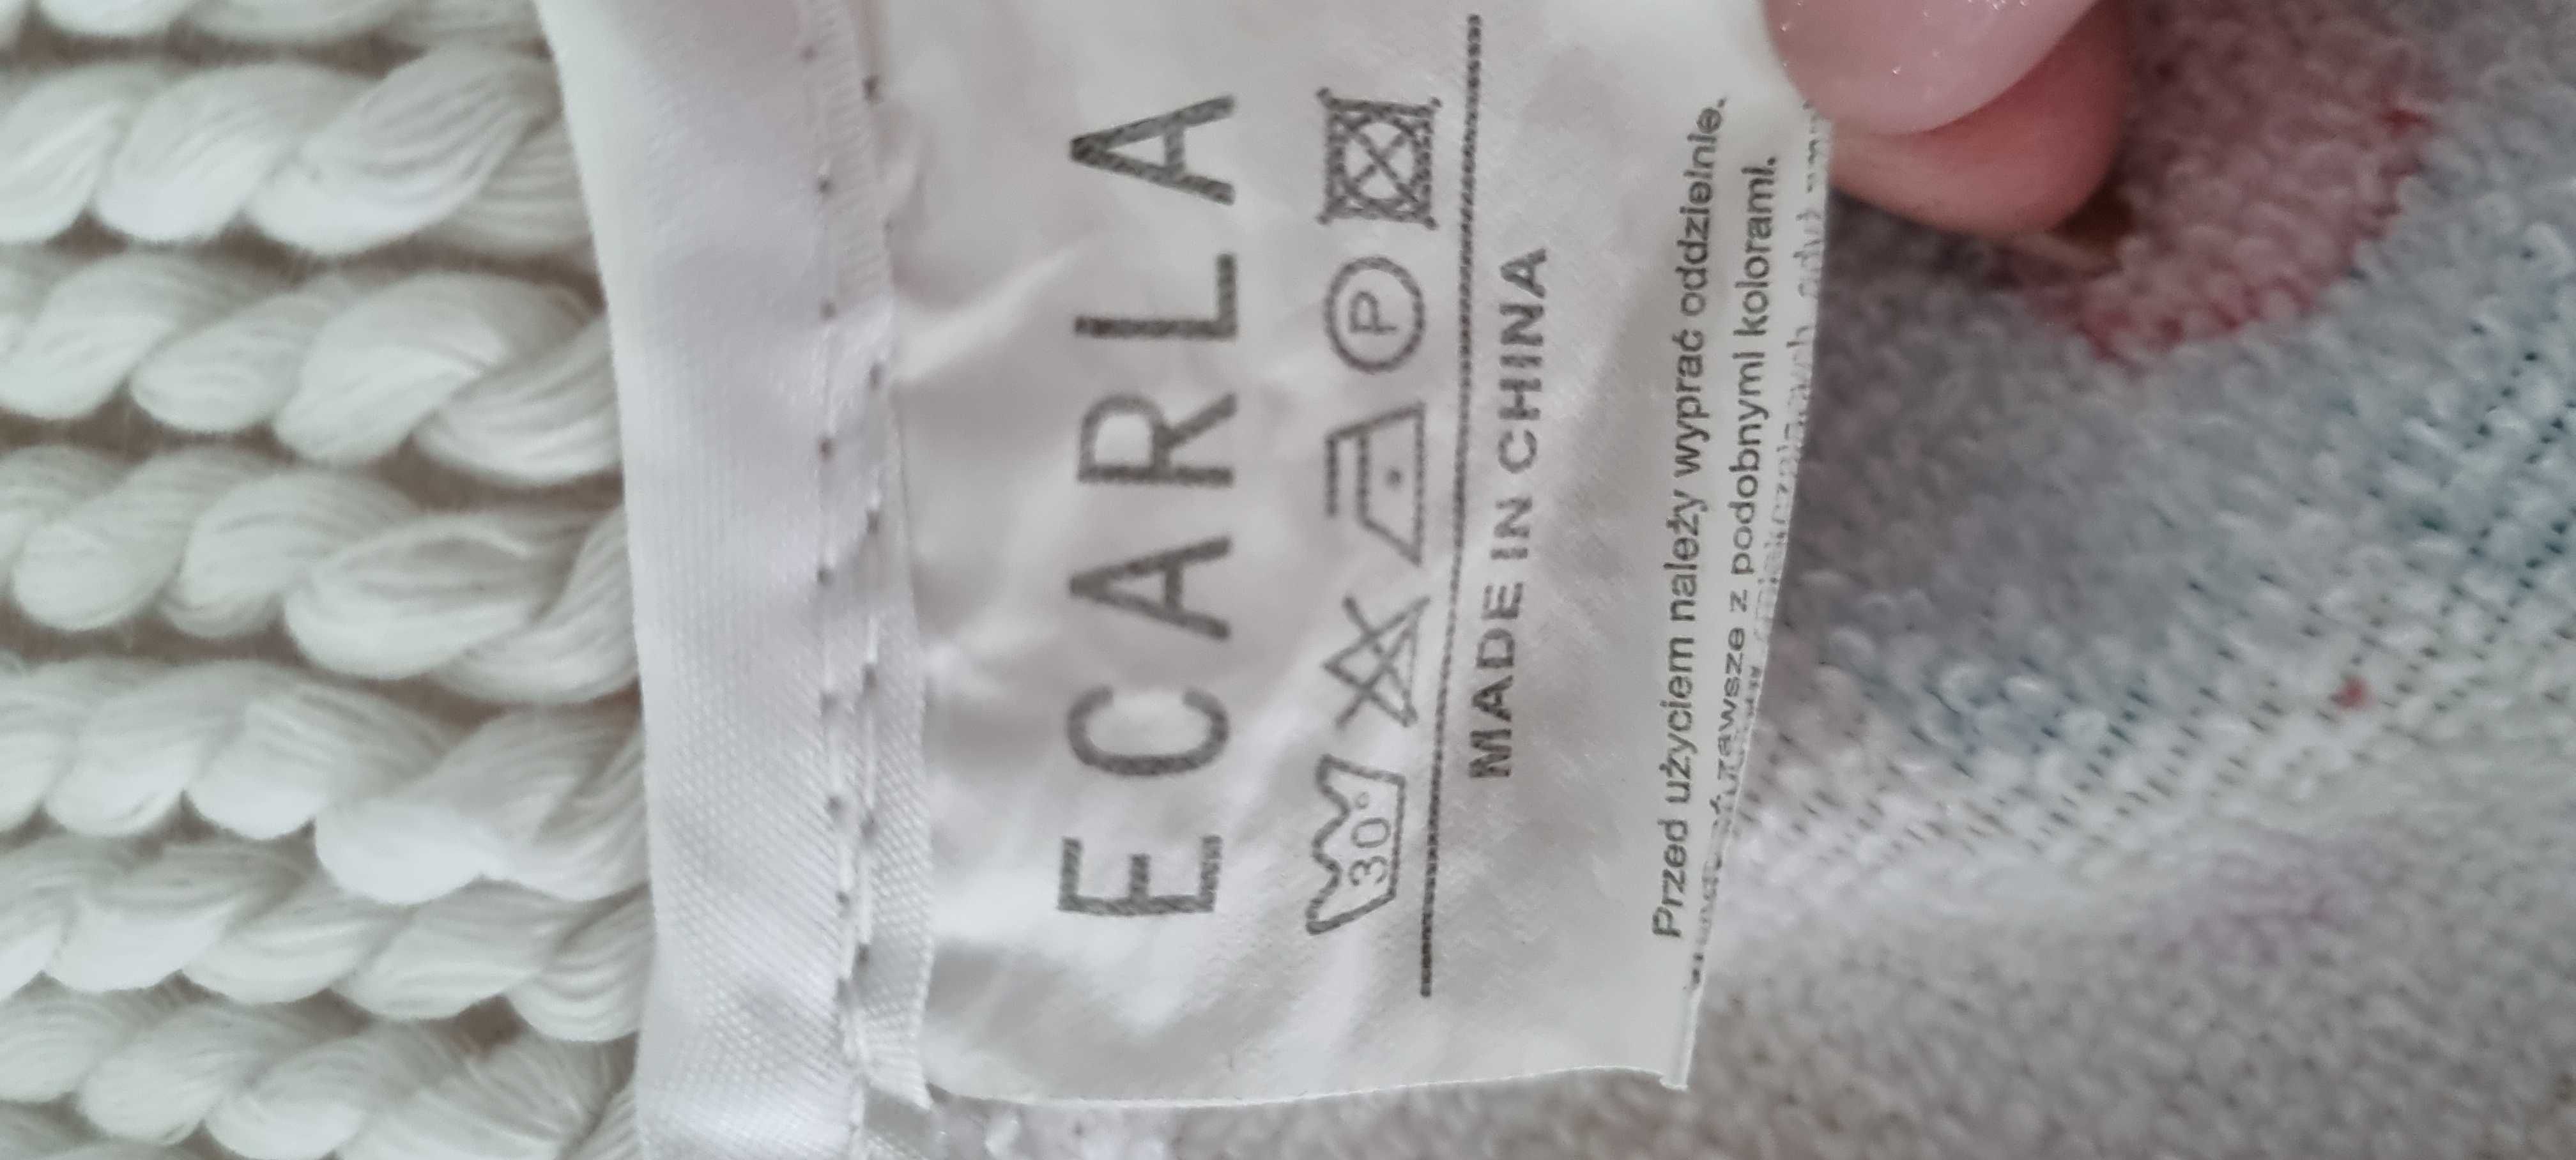 ECARLA
30° P
MADE IN CHINA
Przed użyciem należy wyprać oddzielnie.
zawsze z podobnymi kolorami.